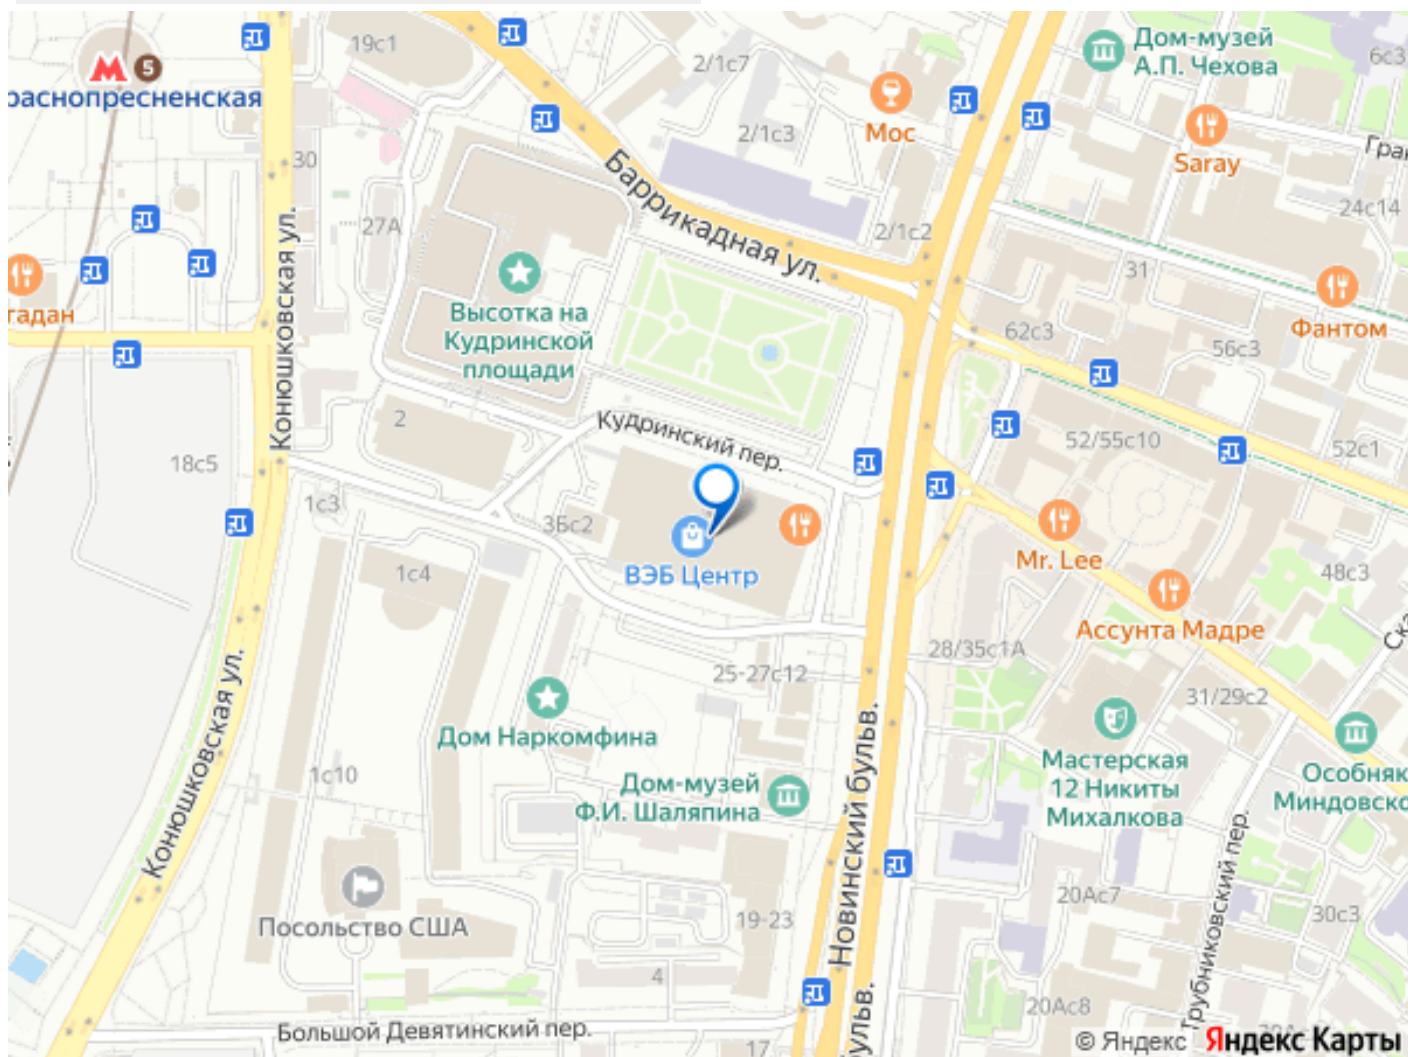 19с1
2/1с7
Дом-музей
А.П. Чехова
6с3
5
раснопресненская
Мос
2/1с3
Saray
Гран
30
Баррикадная ул.
24с14
27А
2/1с2
31
Конюшковская ул.
гадан
Высотка на
Кудринской
площади
62с3
56с3
Фантом
2
Кудринский пер.
52/55с10
52с1
18с5
1с3
3Бс2
ВЭБ Центр
1с4
Mr. Lee
48с3
Ассунта Мадре
Ска
28/35с1А
25-27с12
31/29с2
Конюшковская ул.
Дом Наркомфина
Новинский бульв.
Мастерская
12 Никиты
Михалкова
Особняк
Миндовско
1с10
Дом-музей
Ф.И. Шаляпина
Трубниковский пер.
Посольство США
19-23
20Ас7
30с3
4
20Ас8
Большой Девятинский пер.
17
бульв.
© Яндекс Яндекс Карты